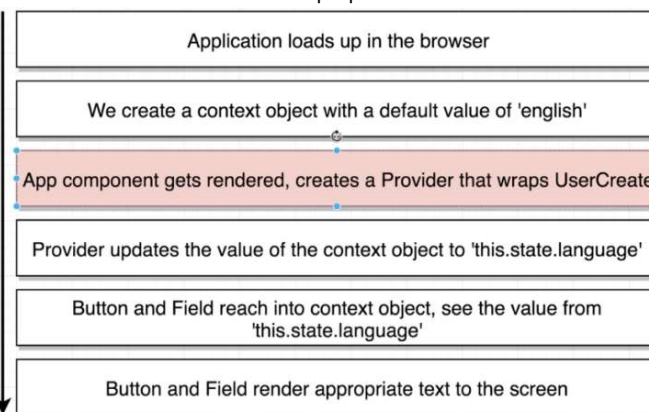 Application loads up in the browser
We create a context object with a default value of 'english'
App component gets rendered, creates a Provider that wraps UserCreate
Provider updates the value of the context object to 'this.state.language'
Button and Field reach into context object, see the value from
'this.state.language'
Button and Field render appropriate text to the screen